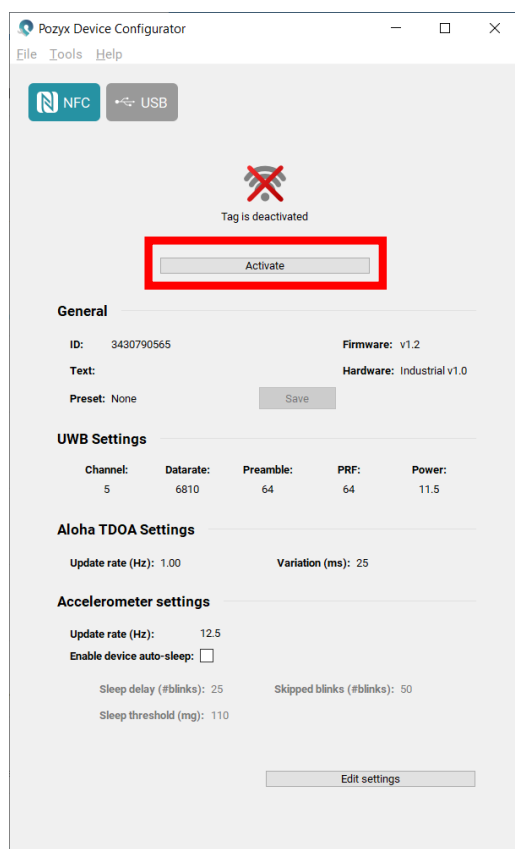 Pozyx Device Configurator
File Tools Help
NFC USB
Tag is deactivated
Activate
General
ID: 3430790565 Firmware: v1.2
Text: Hardware: Industrial v1.0
Preset: None Save
UWB Settings
Channel: Datarate: Preamble: PRF: Power:
5 6810 64 64 11.5
Aloha TDOA Settings
Update rate (Hz): 1.00 Variation (ms): 25
Accelerometer settings
Update rate (Hz): 12.5
Enable device auto-sleep:
Sleep delay (#blinks): 25 Skipped blinks (#blinks): 50
Sleep threshold (mg): 110
Edit settings